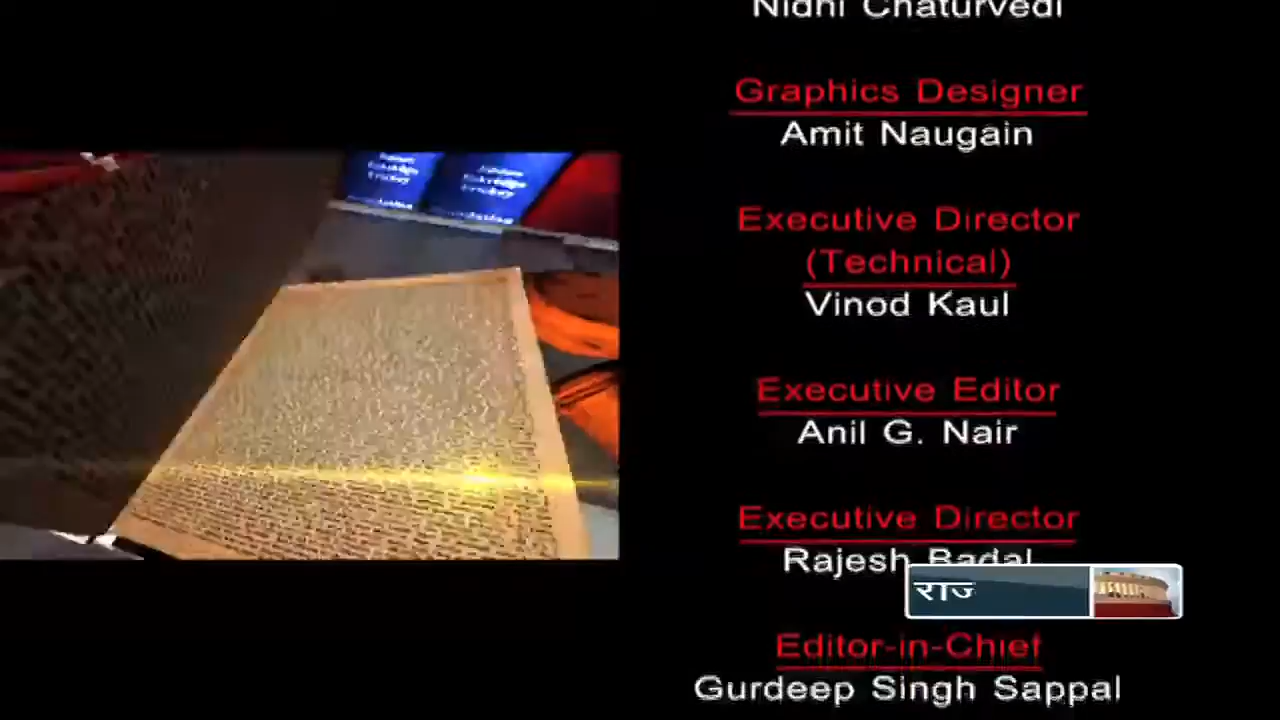 Nidhi Chaturvedi
Graphics Designer
Amit Naugain
Executive Director
(Technical)
Vinod Kaul
Executive Editor
Anil G. Nair
Executive Director
Rajesh Badal
राज
Editor-in-Chief
Gurdeep Singh Sappal